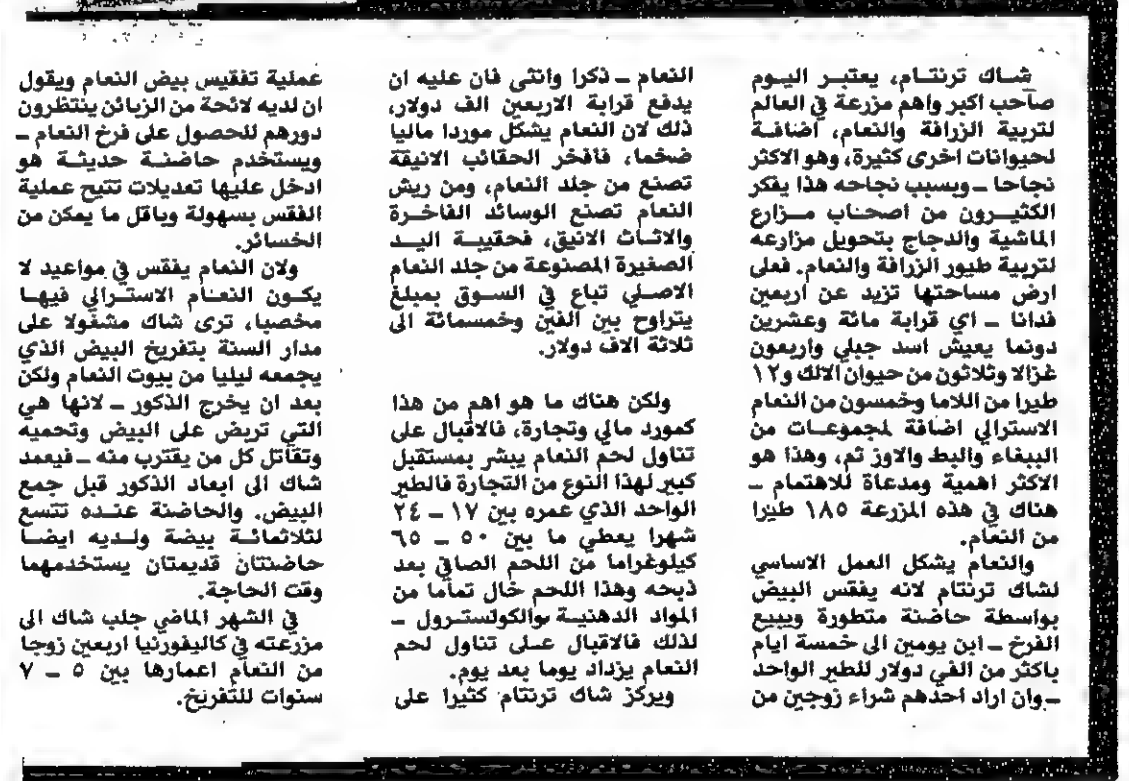 شاك ترنتام، يعتبر اليوم
صاحب اكبر واهم مزرعة في العالم
لتربية الزرافة والنعام، اضافة
لحيوانات اخرى كثيرة، وهو الاكثر
نجاحا ـ وبسبب نجاحه هذا يفكر
الكثيرون من اصحاب مزارع
الماشية والدجاج بتحويل مزارعه
لتربية طيور الزرافة والنعام. فعلى
ارض مساحتها تزيد عن اربعين
فدانا ـ اي قرابة مائة وعشرين
دونما يعيش اسد جبلي واربعون
غزالا وثلاثون من حيوان الالك و١٢
طيرا من اللاما وخمسون من النعام
الاسترالي اضافة لمجموعات من
الببغاء والبط والاوز ثم، وهذا هو
الاكثر اهمية ومدعاة للاهتمام ـ
هناك في هذه المزرعة ١٨٥ طيرا
من النعام.
والنعام يشكل العمل الاساسي
لشاك ترنتام لانه يفقس البيض
بواسطة حاضنة متطورة ويبيع
الفرخ ـ ابن يومين الى خمسة ايام
باكثر من الفي دولار للطير الواحد
ـ وان اراد احدهم شراء زوجين من
النعام ـ ذكرا وانثى فان عليه ان
يدفع قرابة الاربعين الف دولار،
ذلك لان النعام يشكل موردا ماليا
ضخما، فأفخر الحقائب الانيقة
تصنع من جلد النعام، ومن ريش
النعام تصنع الوسائد الفاخرة
والاثاث الانيق، فحقيبة اليد
الصغيرة المصنوعة من جلد النعام
الاصلي تباع في السوق بمبلغ
يتراوح بين الفين وخمسمائة الى
ثلاثة الاف دولار.
ولكن هناك ما هو اهم من هذا
كمورد مالي وتجارة، فالاقبال على
تناول لحم النعام يبشر بمستقبل
كبير لهذا النوع من التجارة فالطير
الواحد الذي عمره بين ١٧ ـ ٢٤
شهرا يعطي ما بين ٥٠ ـ ٦٥
كيلوغراما من اللحم الصافي بعد
ذبحه وهذا اللحم خال تماما من
المواد الدهنية والكولسترول ـ
لذلك فالاقبال على تناول لحم
النعام يزداد يوما بعد يوم.
ويركز شاك ترنتام كثيرا على
عملية تفقيس بيض النعام ويقول
ان لديه لائحة من الزبائن ينتظرون
دورهم للحصول على فرخ النعام ـ
ويستخدم حاضنة حديثة هو
ادخل عليها تعديلات تتيح عملية
الفقس بسهولة وباقل ما يمكن من
الخسائر.
ولان النعام يفقس في مواعيد لا
يكون النعام الاسترالي فيها
مخصبا، ترى شاك مشغولا على
مدار السنة بتفريخ البيض الذي
يجمعه ليليا من بيوت النعام ولكن
بعد ان يخرج الذكور ـ لانها هي
التي تربض على البيض وتحميه
وتقاتل كل من يقترب منه ـ فيعمد
شاك الى ابعاد الذكور قبل جمع
البيض. والحاضنة عنده تتسع
لثلاثمائة بيضة ولديه ايضا
حاضنتان قديمتان يستخدمهما
وقت الحاجة.
في الشهر الماضي جلب شاك الى
مزرعته في كاليفورنيا اربعين زوجا
من النعام اعمارها بين ٥ ـ ٧
سنوات للتفريخ.